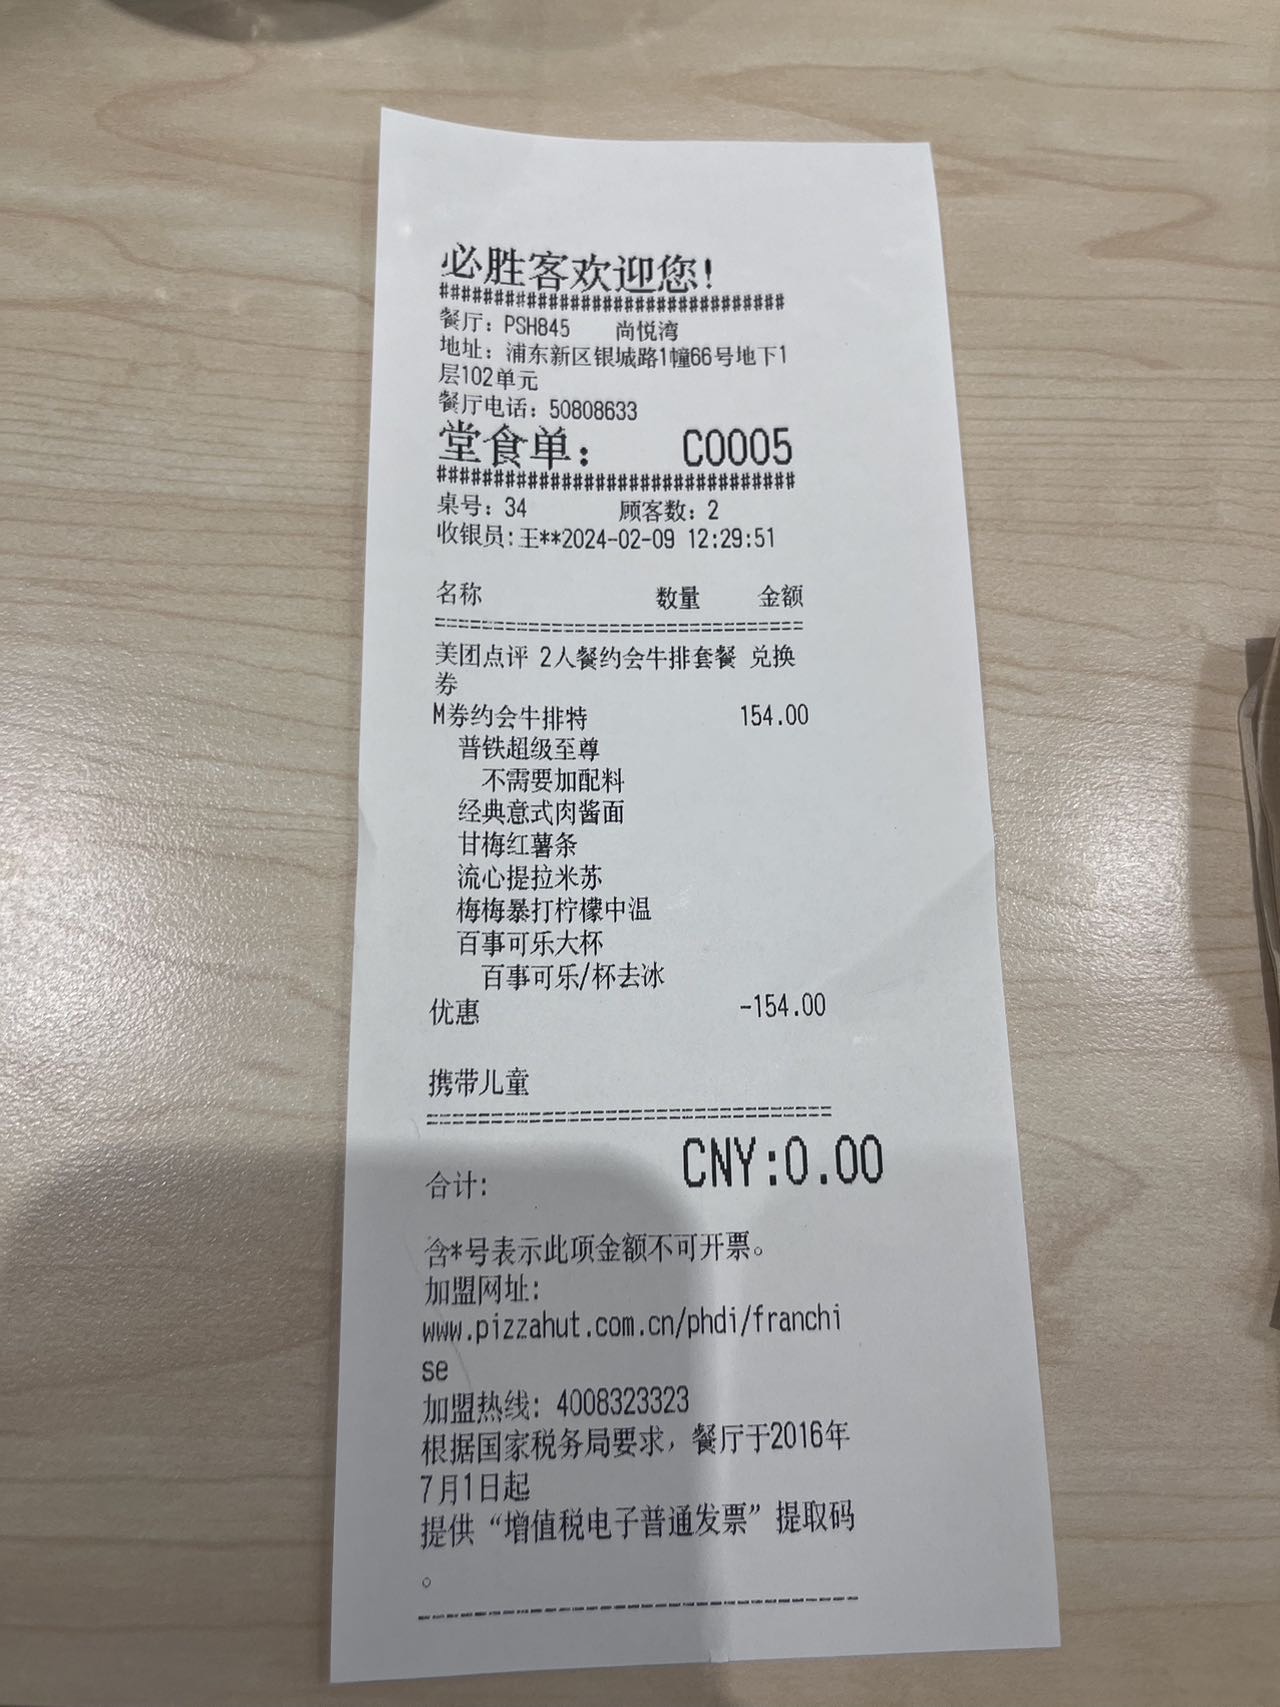 必胜客欢迎您!
################################
餐厅: PSH845 尚悦湾
地址: 浦东新区银城路1幢66号地下1
层102单元
餐厅电话: 50808633
堂食单: C0005
################################
桌号: 34 顾客数: 2
收银员:王**2024-02-09 12:29:51
名称 数量 金额
================================
美团点评 2人餐约会牛排套餐 兑换
券
M券约会牛排特 154.00
普铁超级至尊
不需要加配料
经典意式肉酱面
甘梅红薯条
流心提拉米苏
梅梅暴打柠檬中温
百事可乐大杯
百事可乐/杯去冰
优惠 -154.00
携带儿童
================================
合计: CNY:0.00
含*号表示此项金额不可开票。
加盟网址:
www.pizzahut.com.cn/phdi/franchi
se
加盟热线: 4008323323
根据国家税务局要求, 餐厅于2016年
7月1日起
提供“增值税电子普通发票”提取码
。
--------------------------------